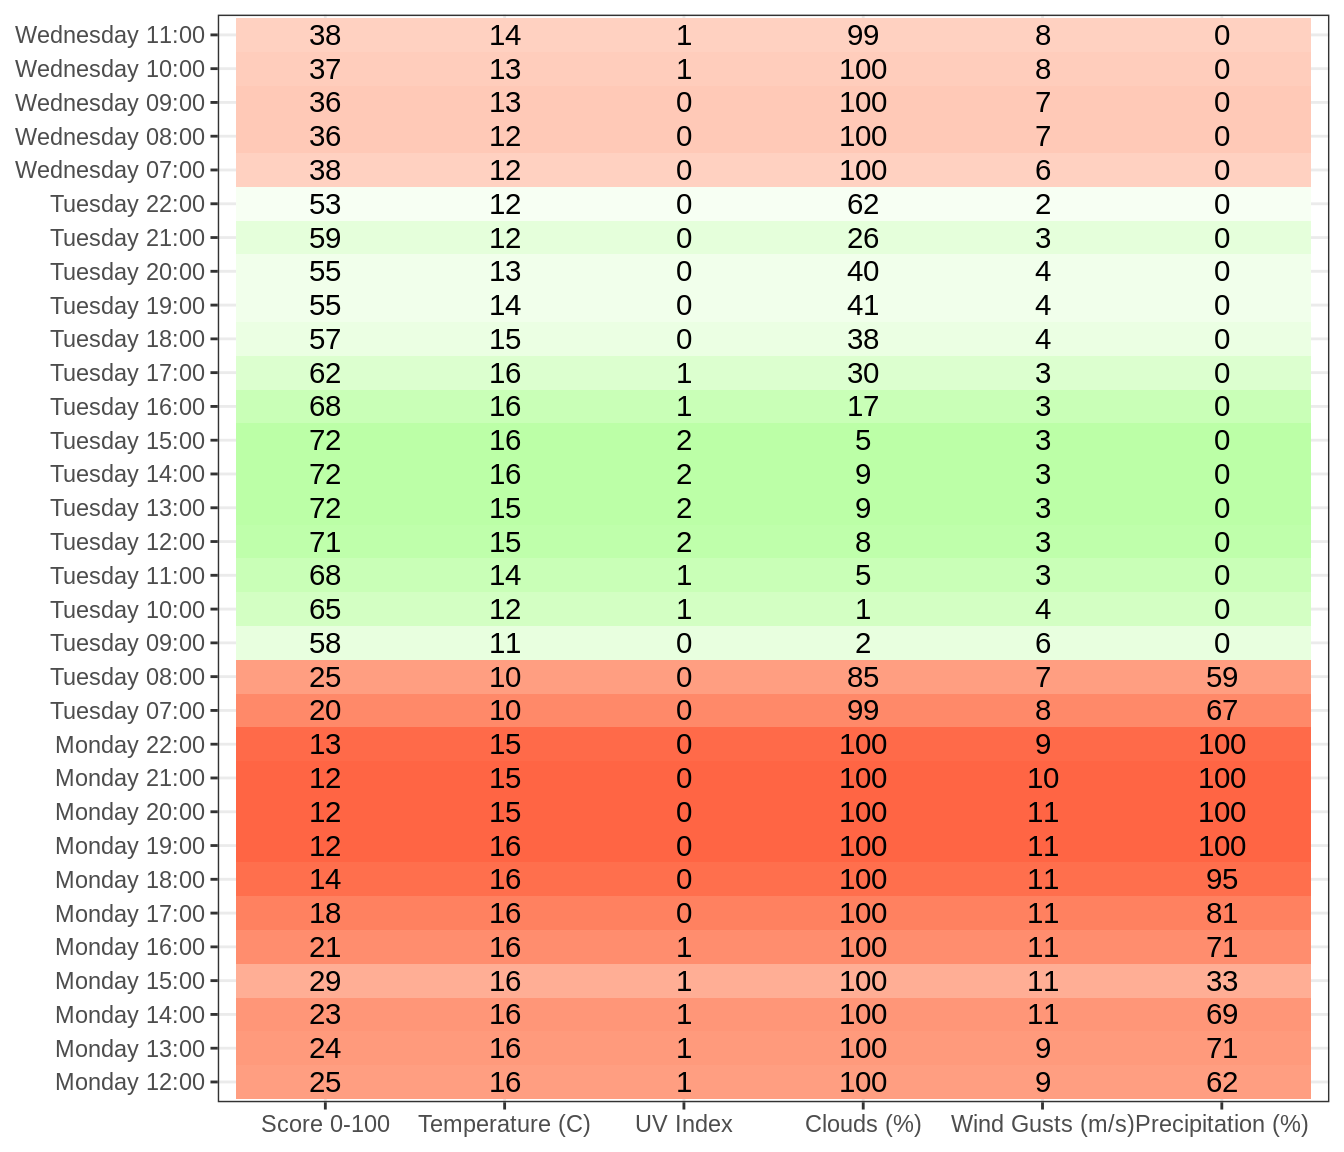 Wednesday 11:00 38 14 1 99 8 0
Wednesday 10:00 37 13 1 100 8 0
Wednesday 09:00 36 13 0 100 7 0
Wednesday 08:00 36 12 0 100 7 0
Wednesday 07:00 38 12 0 100 6 0
Tuesday 22:00 53 12 0 62 2 0
Tuesday 21:00 59 12 0 26 3 0
Tuesday 20:00 55 13 0 40 4 0
Tuesday 19:00 55 14 0 41 4 0
Tuesday 18:00 57 15 0 38 4 0
Tuesday 17:00 62 16 1 30 3 0
Tuesday 16:00 68 16 1 17 3 0
Tuesday 15:00 72 16 2 5 3 0
Tuesday 14:00 72 16 2 9 3 0
Tuesday 13:00 72 15 2 9 3 0
Tuesday 12:00 71 15 2 8 3 0
Tuesday 11:00 68 14 1 5 3 0
Tuesday 10:00 65 12 1 1 4 0
Tuesday 09:00 58 11 0 2 6 0
Tuesday 08:00 25 10 0 85 7 59
Tuesday 07:00 20 10 0 99 8 67
Monday 22:00 13 15 0 100 9 100
Monday 21:00 12 15 0 100 10 100
Monday 20:00 12 15 0 100 11 100
Monday 19:00 12 16 0 100 11 100
Monday 18:00 14 16 0 100 11 95
Monday 17:00 18 16 0 100 11 81
Monday 16:00 21 16 1 100 11 71
Monday 15:00 29 16 1 100 11 33
Monday 14:00 23 16 1 100 11 69
Monday 13:00 24 16 1 100 9 71
Monday 12:00 25 16 1 100 9 62
Score 0-100 Temperature (C) UV Index Clouds (%) Wind Gusts (m/s) Precipitation (%)